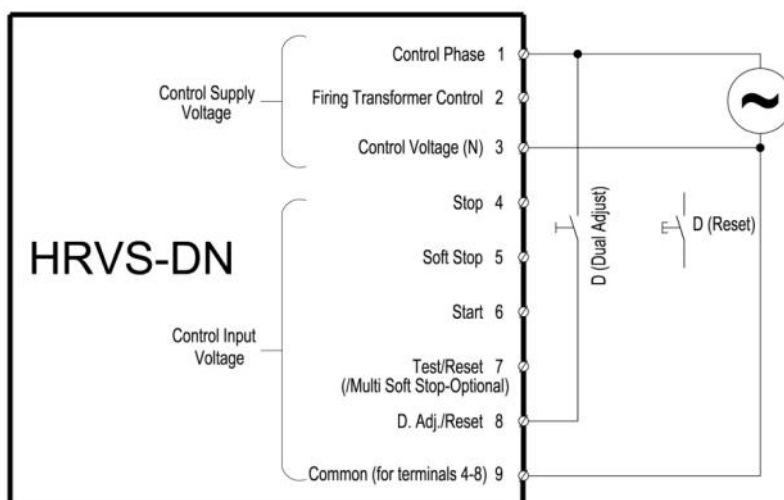 Control Phase 1
Control Supply
Voltage
Firing Transformer Control 2
Control Voltage (N) 3
Stop 4
D (Dual Adjust)
D (Reset)
HRVS-DN
Soft Stop 5
Start 6
Control Input
Voltage
Test/Reset 7
(/Multi Soft Stop-Optional)
D. Adj./Reset 8
Common (for terminals 4-8) 9